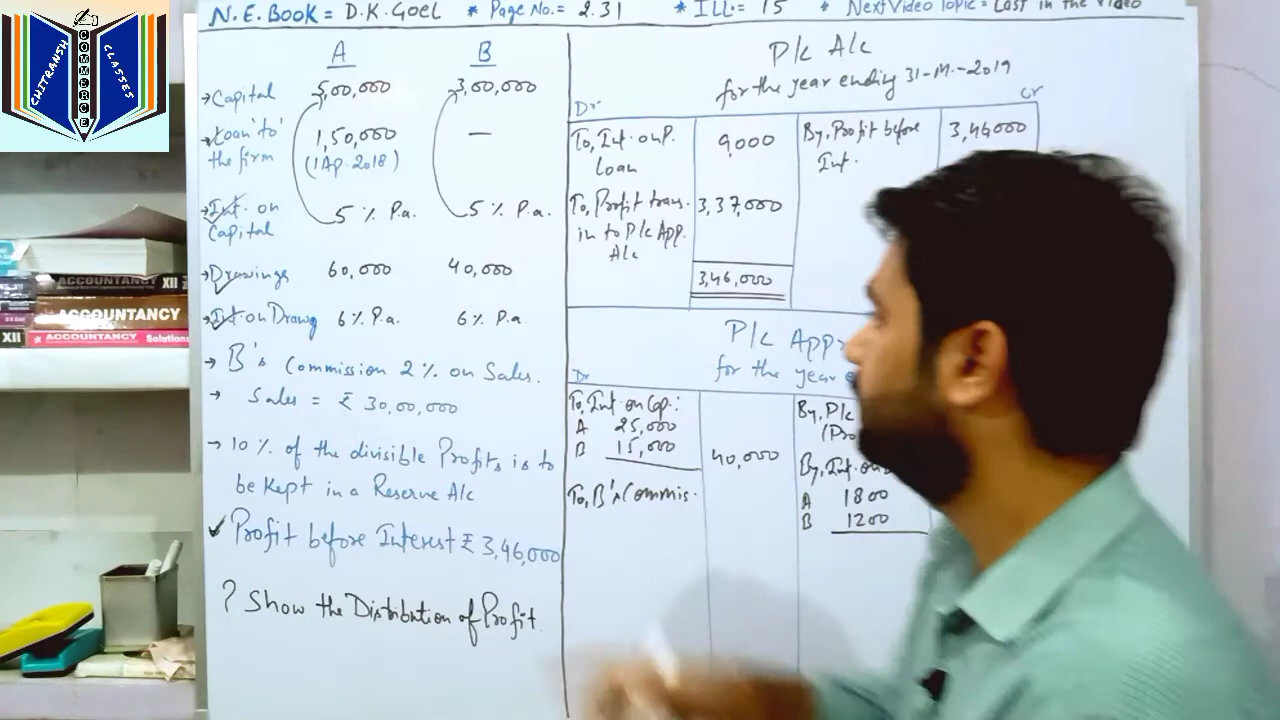 N.E. BOOK = D.K. Goel * Page No. = 2.31 * ILL = 15 * Next Video Topic = Last in the Video
CHITRANSH
COMMERCE
CLASSES
A B
→ Capital 5,00,000 3,00,000
→ Loan 'to' the firm 1,50,000 —
(1 Ap. 2018)
→ Int. on Capital 5% P.a. 5% P.a.
→ Drawings 60,000 40,000
→ Int on Drawg 6% P.a. 6% P.a
→ B's Commission 2% on Sales.
→ Sales = ₹ 30,00,000
→ 10% of the divisible Profits is to
be kept in a Reserve A/c
✓ Profit before Interest ₹ 3,46,000
? Show the Distribution of Profit.
P/L A/c
for the year ending 31-M.-2019
Dr Cr
To, Int. on P. Loan 9,000 By, Profit before Int. 3,46,000
To, Profit trans. 3,37,000
in to P/L App.
A/c
3,46,000
P/L Appr
for the year
Dr
To, Int on Cap.: By, P/L
A 25,000 (Pro
B 15,000 40,000 By, Int. on
To, B's Commis. A 1800
B 1200
ACCOUNTANCY XII
ACCOUNTANCY
XII ACCOUNTANCY Solutions